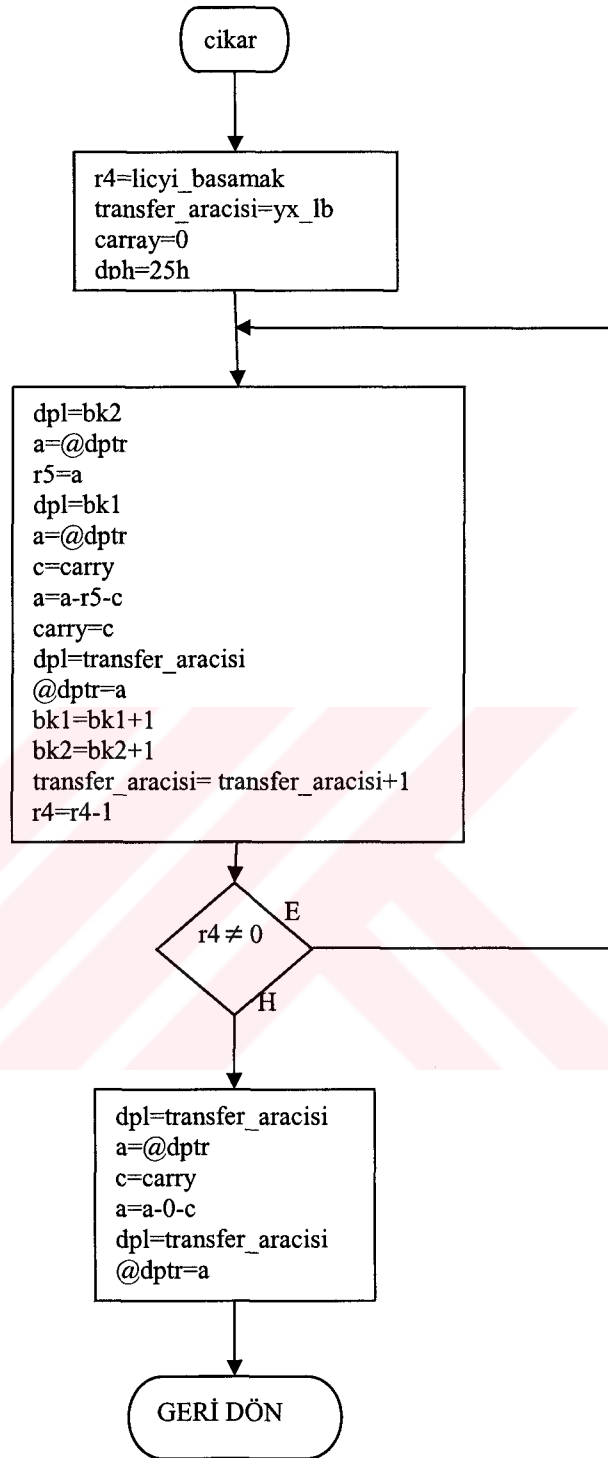 cikar
r4=licyi_basamak
transfer_aracisi=yx_lb
carray=0
dph=25h
dpl=bk2
a=@dptr
r5=a
dpl=bk1
a=@dptr
c=carry
a=a-r5-c
carry=c
dpl=transfer_aracisi
@dptr=a
bk1=bk1+1
bk2=bk2+1
transfer_aracisi= transfer_aracisi+1
r4=r4-1
E
r4 ≠ 0
H
dpl=transfer_aracisi
a=@dptr
c=carry
a=a-0-c
dpl=transfer_aracisi
@dptr=a
GERİ DÖN